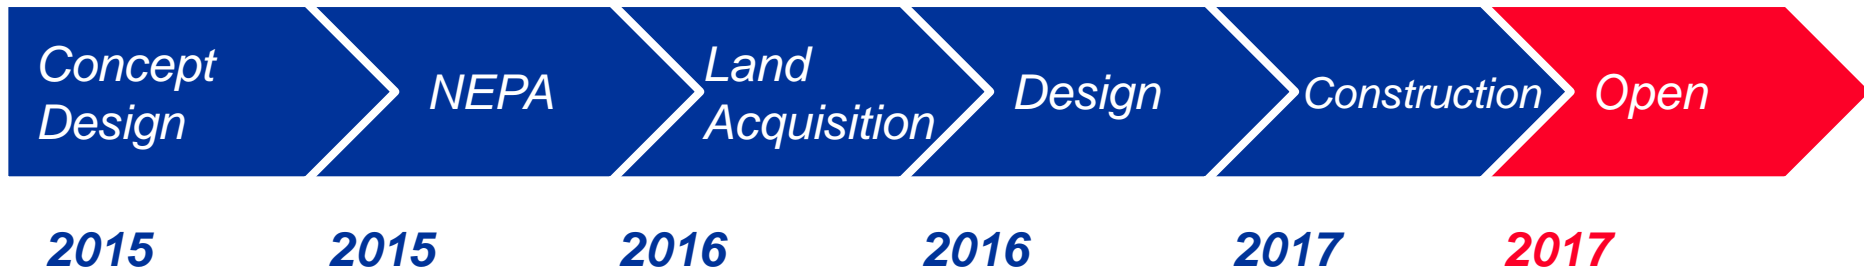 Concept
Design
NEPA
Land
Acquisition
Design
Construction
Open
2015
2015
2016
2016
2017
2017